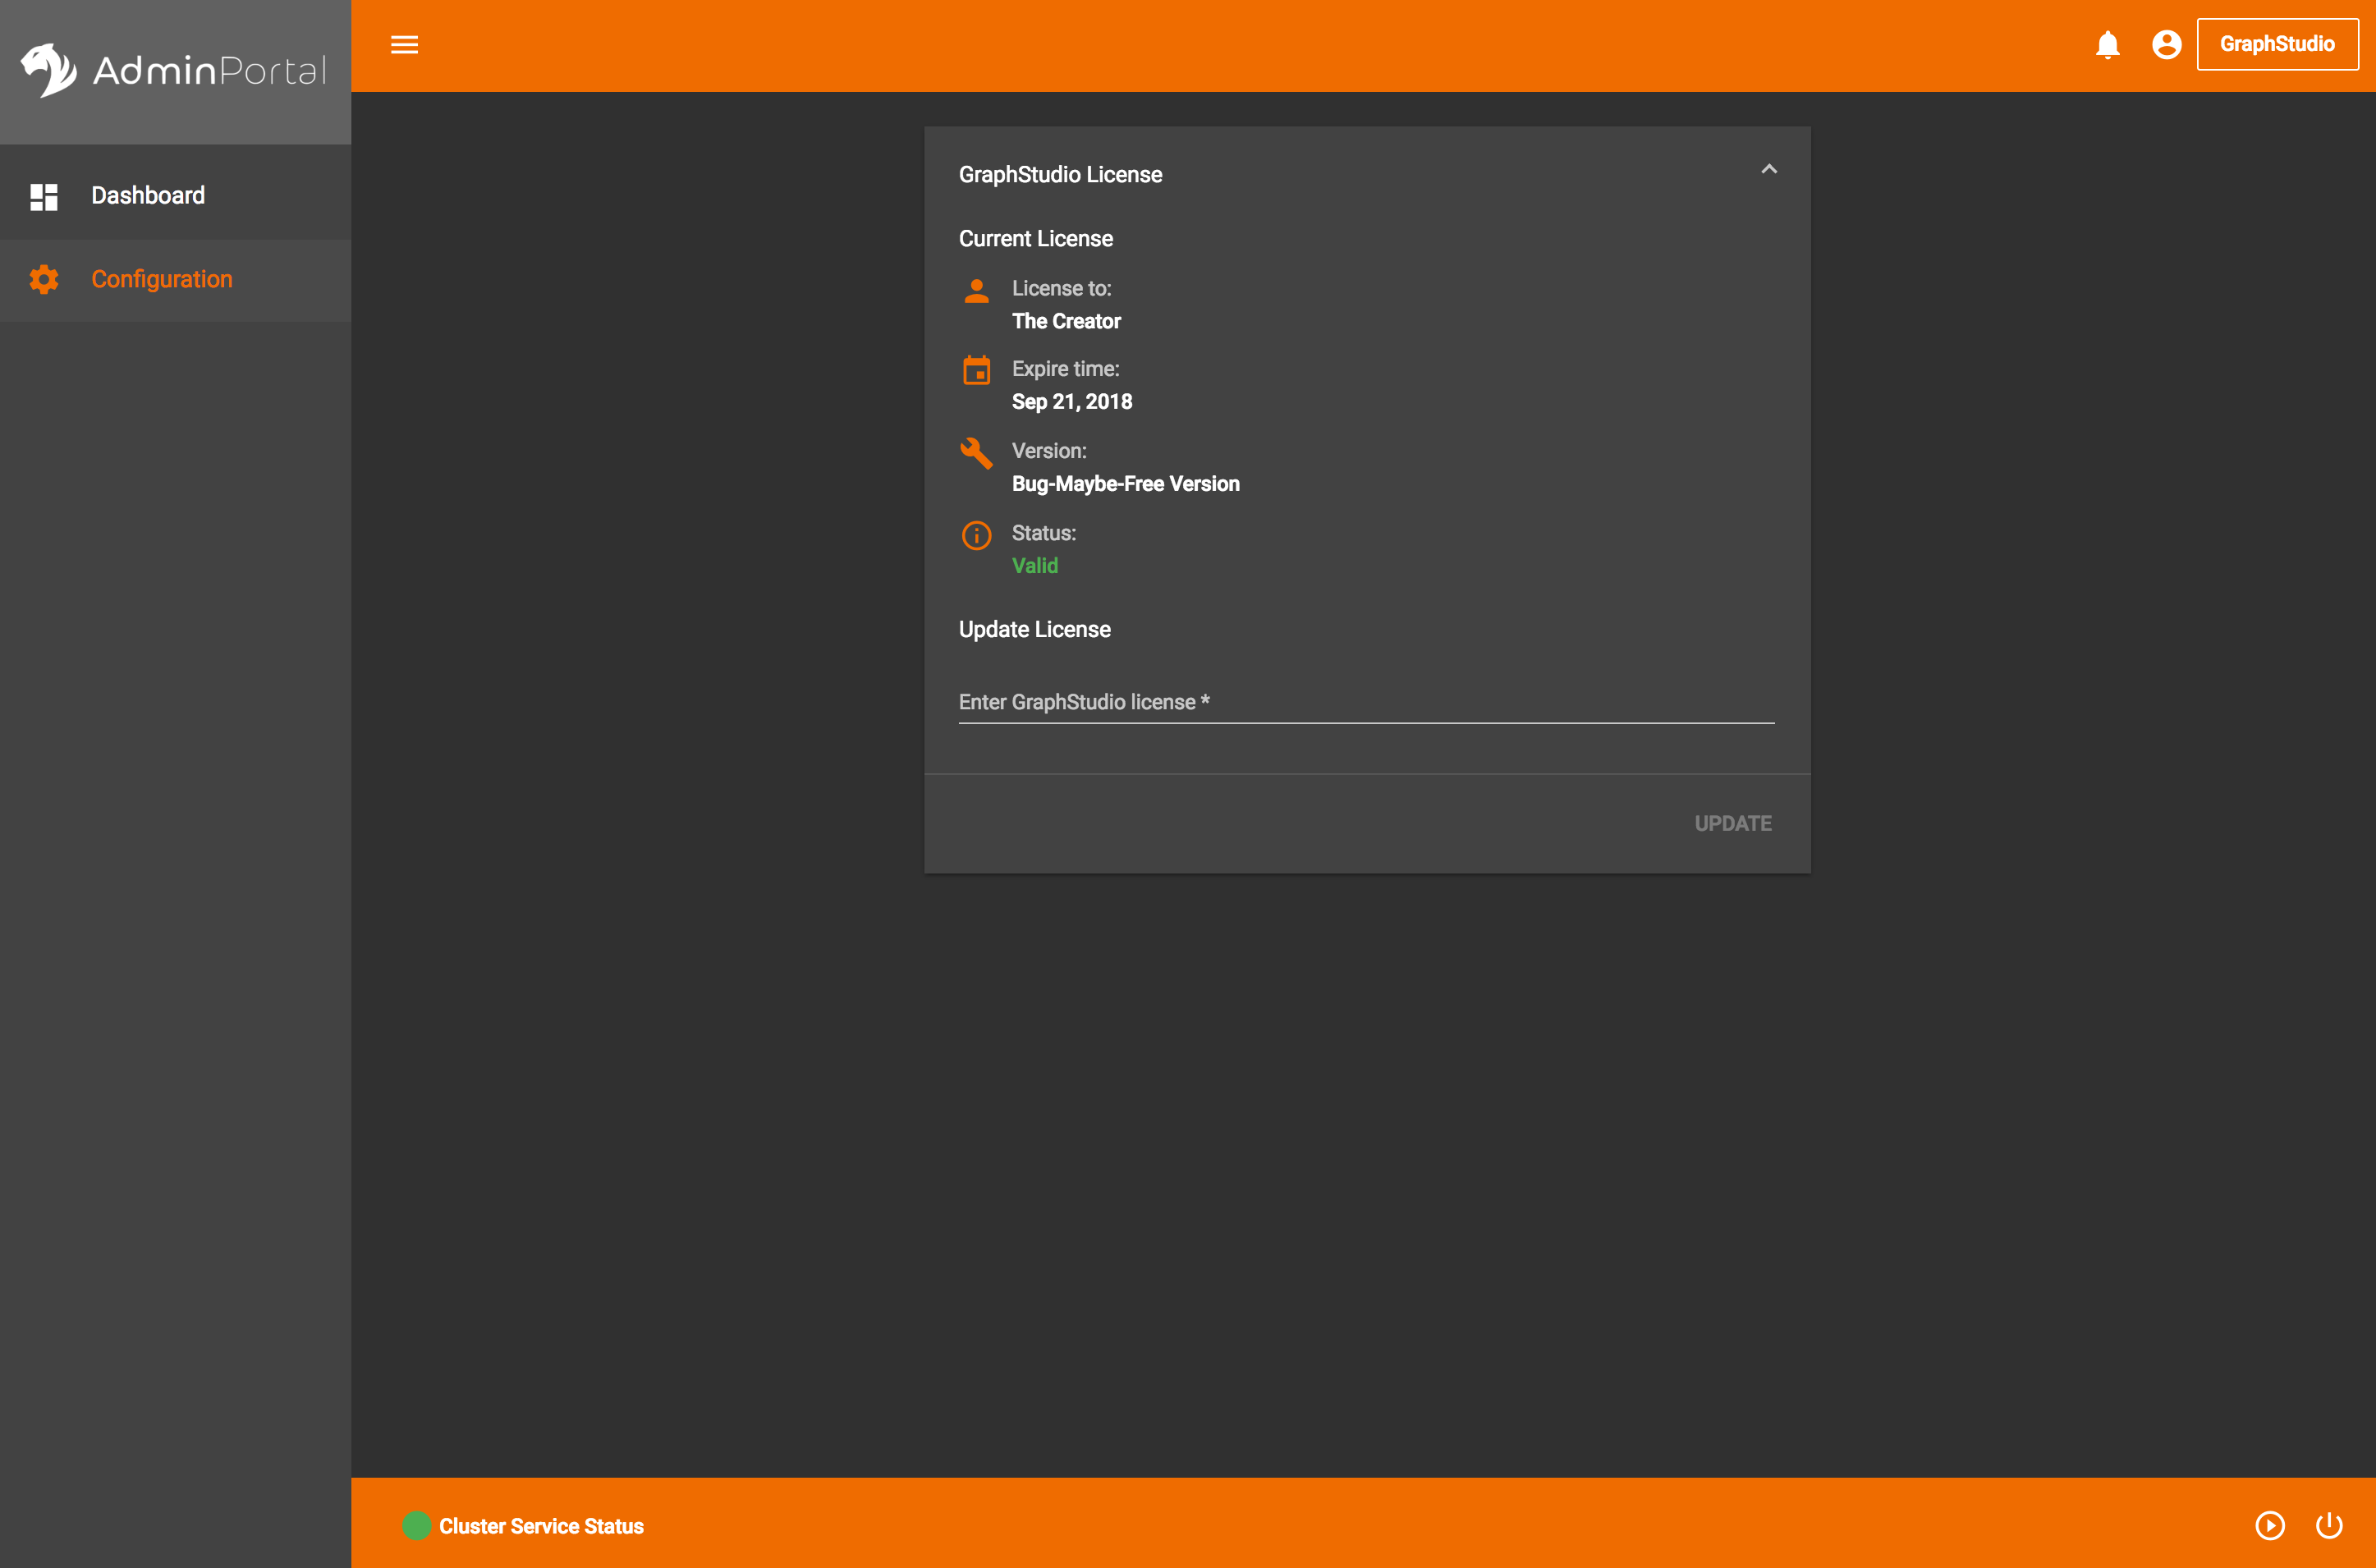 AdminPortal
GraphStudio
Dashboard
Configuration
GraphStudio License
Current License
License to:
The Creator
Expire time:
Sep 21, 2018
Version:
Bug-Maybe-Free Version
Status:
Valid
Update License
Enter GraphStudio license *
UPDATE
Cluster Service Status